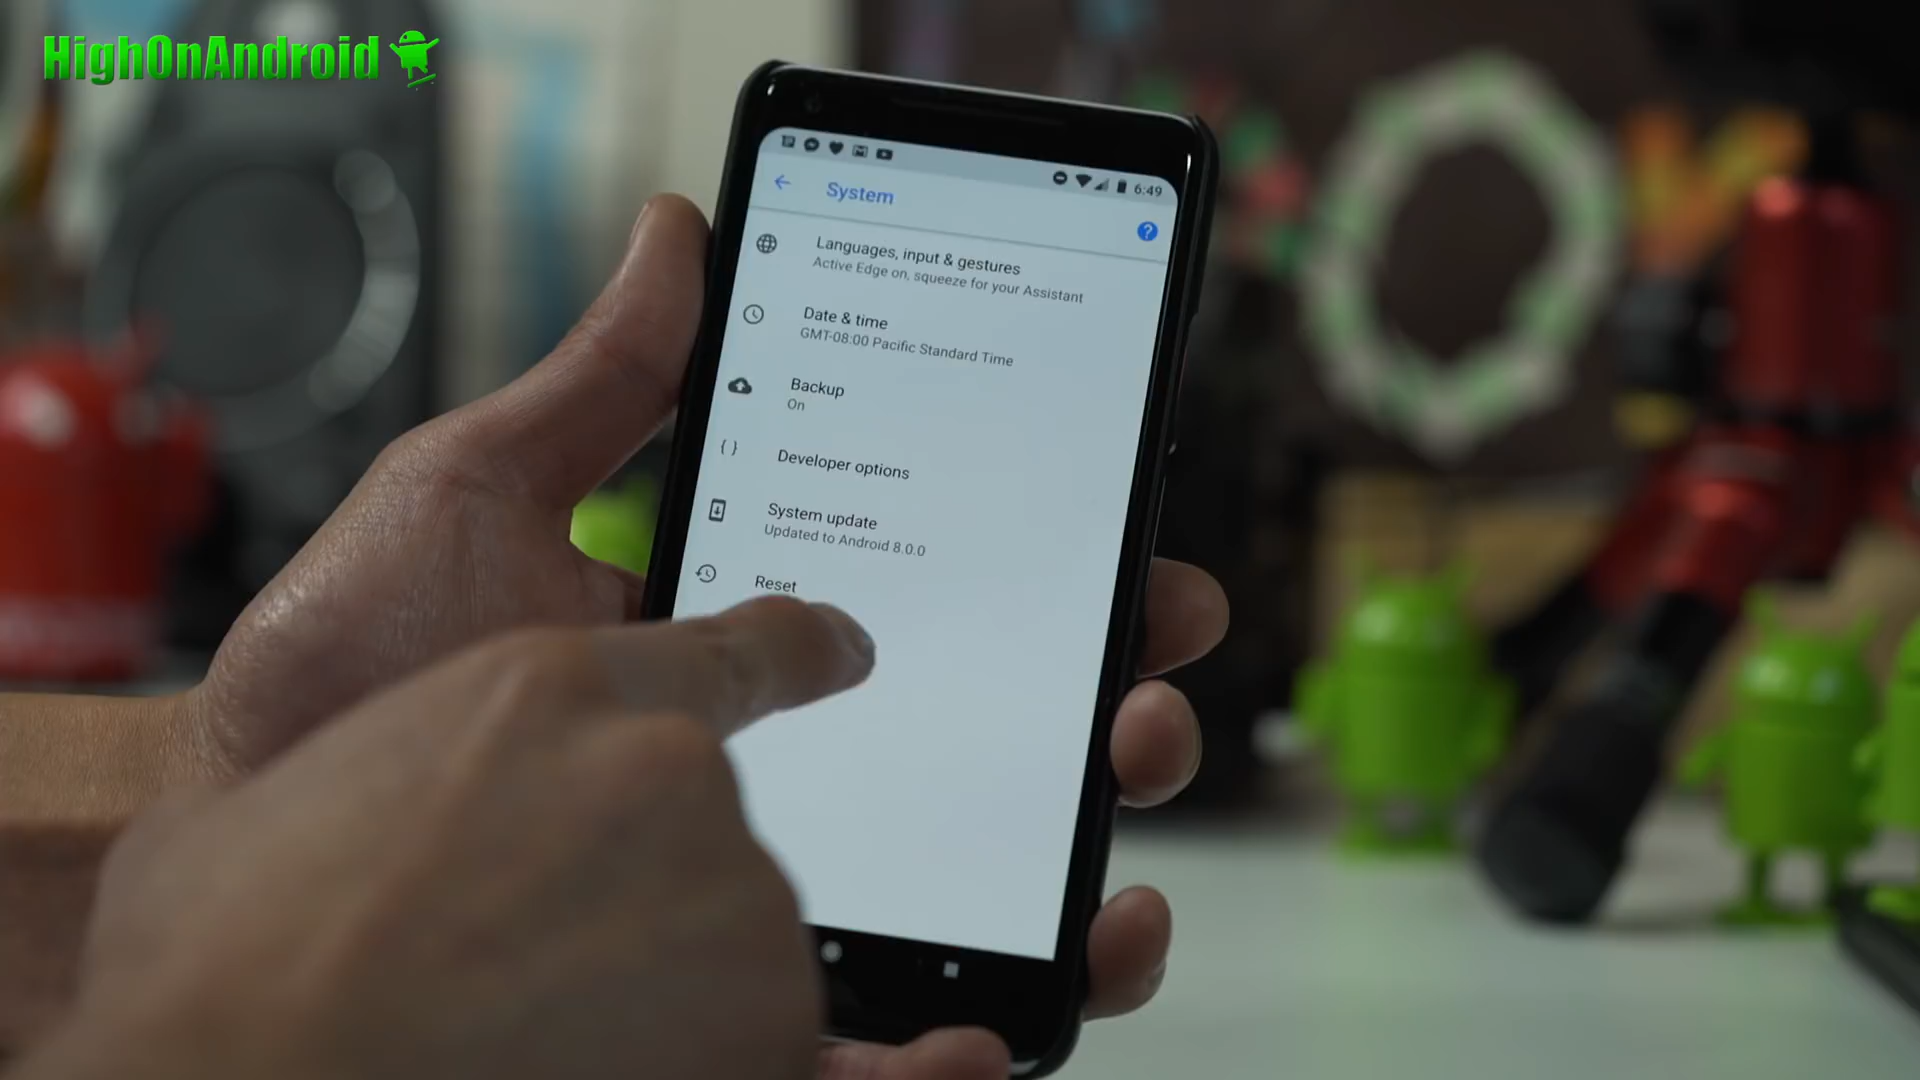 HighOnAndroid
6:49
System
?
Languages, input & gestures
Active Edge on, squeeze for your Assistant
Date & time
GMT-08:00 Pacific Standard Time
Backup
On
{ }
Developer options
System update
Updated to Android 8.0.0
Reset